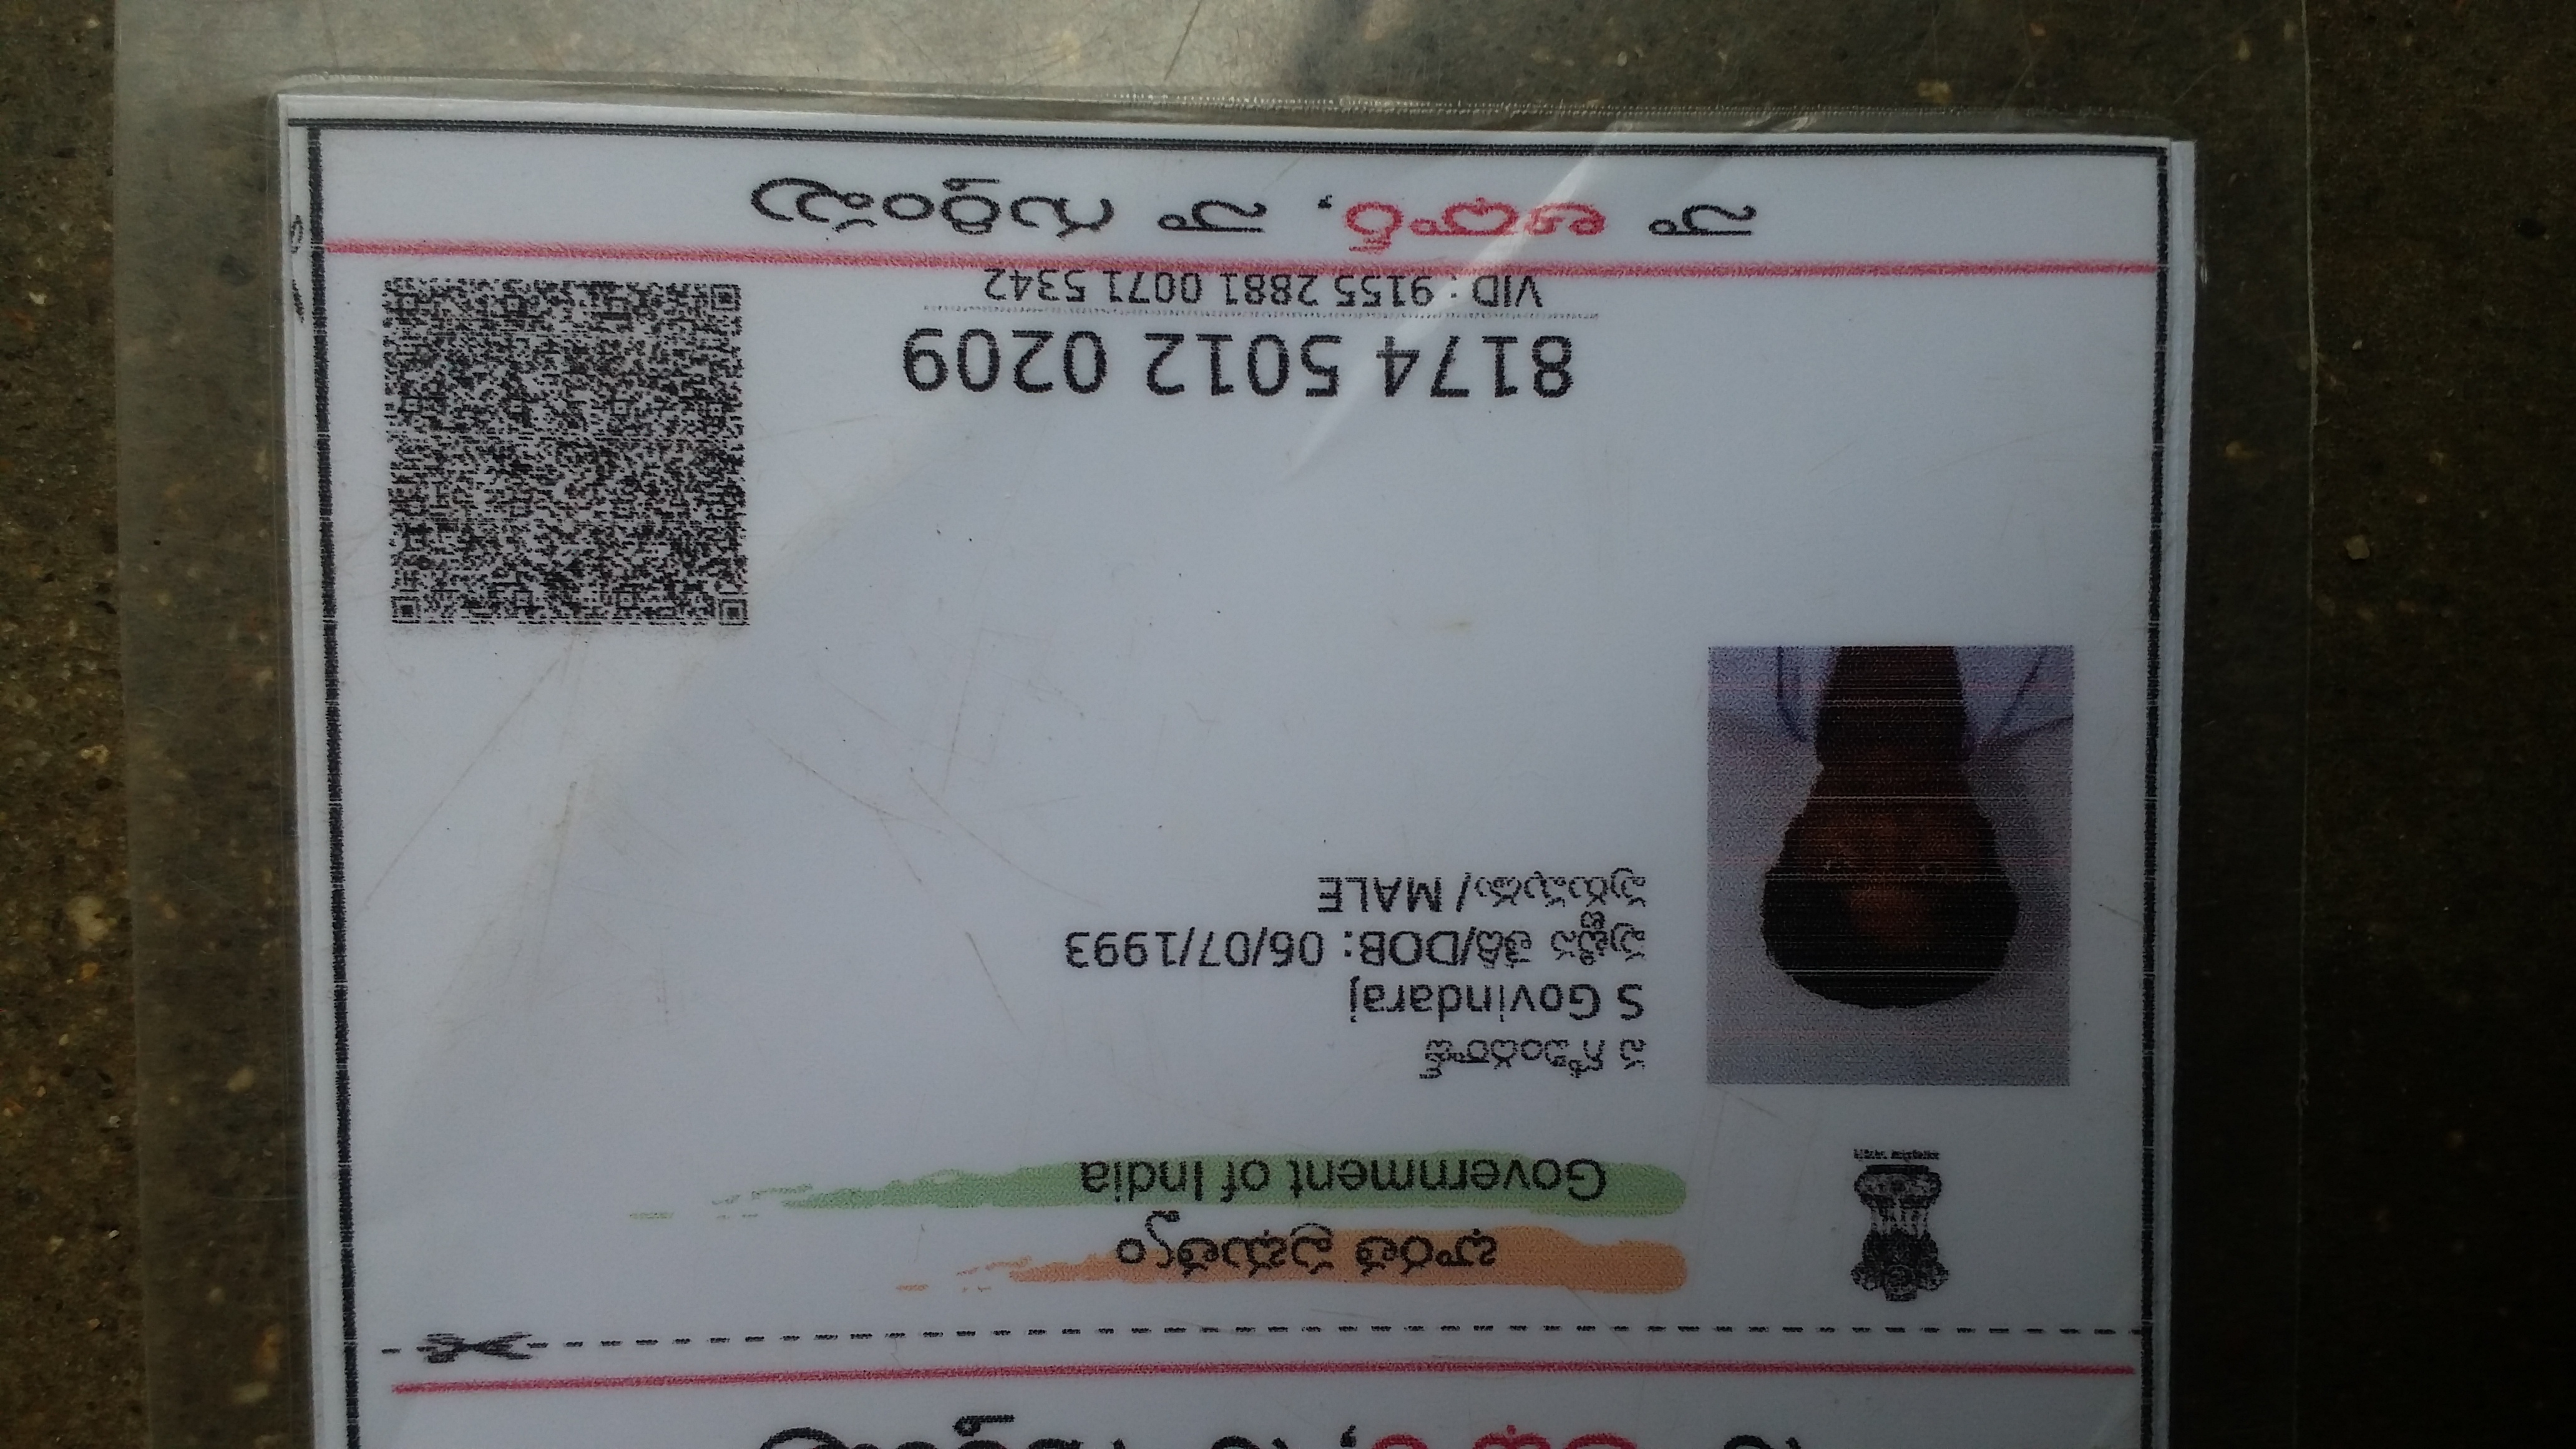 భారత ప్రభుత్వం
Government of India
గోవిందరాజ్
S Govindaraj
పుట్టిన తేదీ/DOB: 06/07/1993
పురుషుడు/ MALE
8174 5012 0209
VID : 9155 2881 0071 5342
నా ఆధార్, నా గుర్తింపు